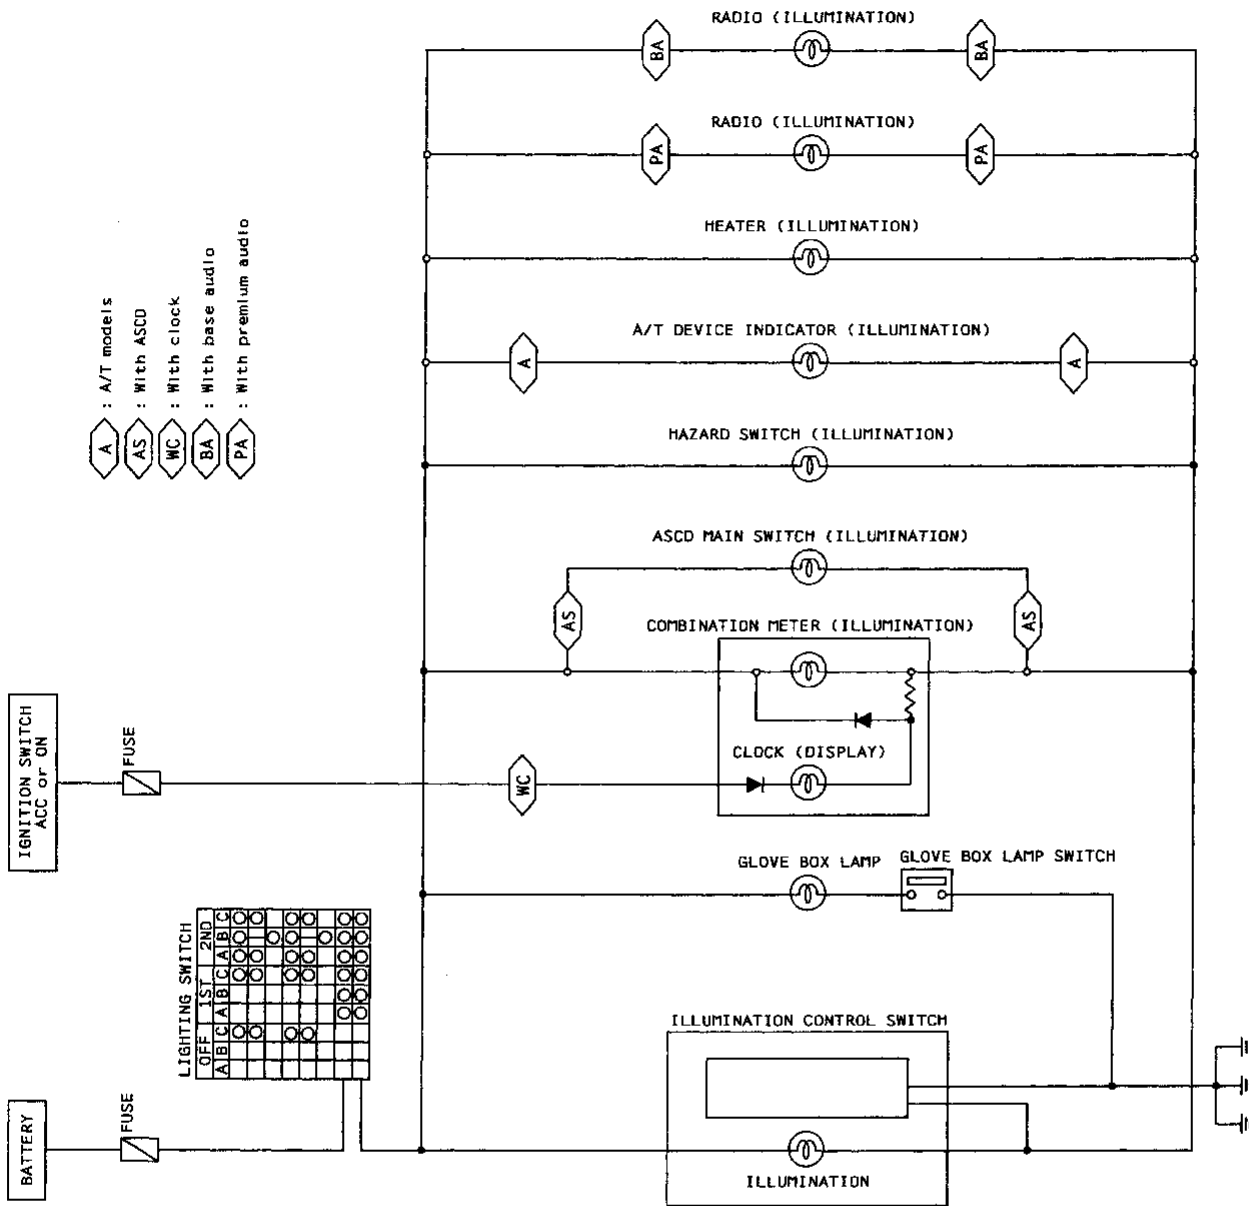 RADIO (ILLUMINATION)
BA
BA
RADIO (ILLUMINATION)
PA
PA
HEATER (ILLUMINATION)
A/T DEVICE INDICATOR (ILLUMINATION)
A
A
HAZARD SWITCH (ILLUMINATION)
ASCD MAIN SWITCH (ILLUMINATION)
AS
AS
COMBINATION METER (ILLUMINATION)
CLOCK (DISPLAY)
WC
GLOVE BOX LAMP
GLOVE BOX LAMP SWITCH
ILLUMINATION CONTROL SWITCH
ILLUMINATION
A : A/T models
AS : With ASCD
WC : With clock
BA : With base audio
PA : With premium audio
IGNITION SWITCH
ACC or ON
FUSE
LIGHTING SWITCH
OFF 1ST 2ND
A B C A B C A B C
BATTERY
FUSE